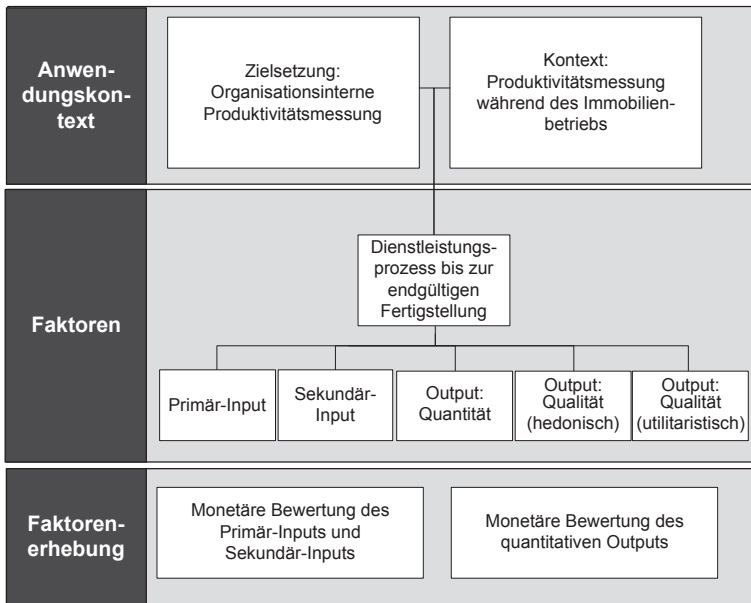 Anwen-
dungskon-
text
Zielsetzung:
Organisationsinterne
Produktivitätsmessung
Kontext:
Produktivitätsmessung
während des Immobilien-
betriebs
Faktoren
Dienstleistungs-
prozess bis zur
endgültigen
Fertigstellung
Primär-Input
Sekundär-
Input
Output:
Quantität
Output:
Qualität
(hedonisch)
Output:
Qualität
(utilitaristisch)
Faktoren-
erhebung
Monetäre Bewertung des
Primär-Inputs und
Sekundär-Inputs
Monetäre Bewertung des
quantitativen Outputs